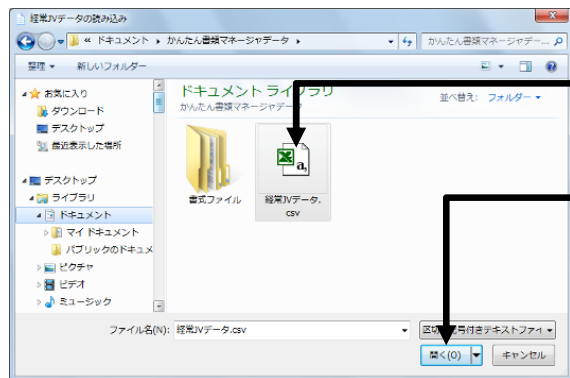 経常JVデータの読み込み
« ドキュメント ▸ かんたん書類マネージャデータ ▸
かんたん書類マネージャデー...
整理 ▼ 新しいフォルダー
お気に入り
ダウンロード
デスクトップ
最近表示した場所
デスクトップ
ライブラリ
ドキュメント
マイ ドキュメント
パブリックのドキュメ
ピクチャ
ビデオ
ミュージック
ドキュメント ライブラリ
かんたん書類マネージャデータ
並べ替え: フォルダー ▼
書式ファイル
経常JVデータ.
csv
ファイル名(N): 経常JVデータ.csv
開く(O)
キャンセル